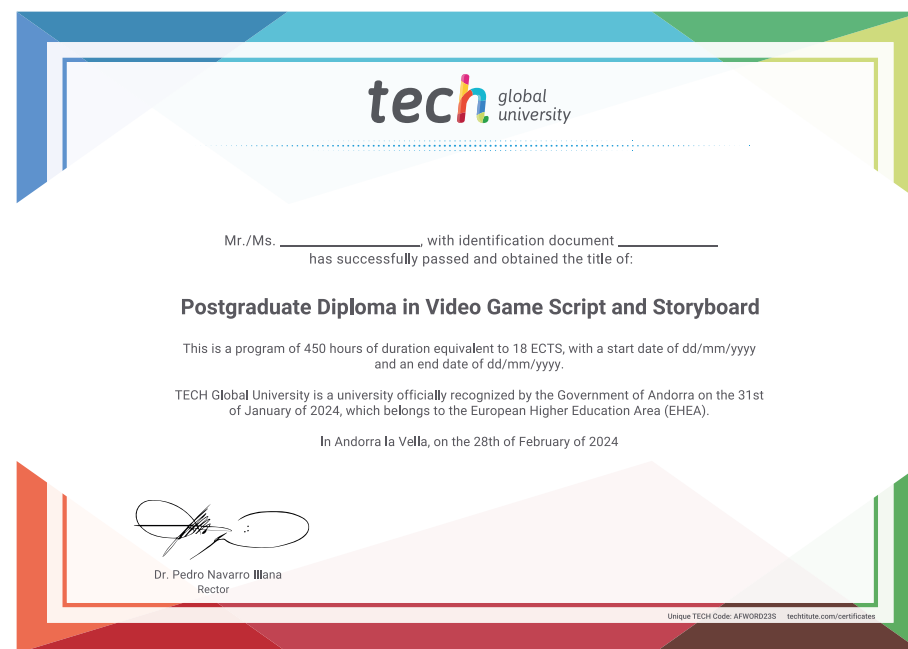 tech global
university
Mr./Ms. ____________________, with identification document ______________
has successfully passed and obtained the title of:
Postgraduate Diploma in Video Game Script and Storyboard
This is a program of 450 hours of duration equivalent to 18 ECTS, with a start date of dd/mm/yyyy
and an end date of dd/mm/yyyy.
TECH Global University is a university officially recognized by the Government of Andorra on the 31st
of January of 2024, which belongs to the European Higher Education Area (EHEA).
In Andorra la Vella, on the 28th of February of 2024
Dr. Pedro Navarro Illana
Rector
Unique TECH Code: AFWORD23S techtitute.com/certificates